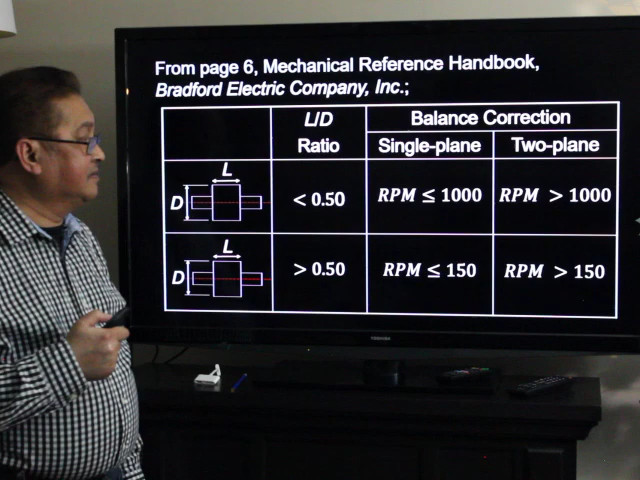 From page 6, Mechanical Reference Handbook,
Bradford Electric Company, Inc.;
L/D
Ratio
Balance Correction
Single-plane
Two-plane
L
D
< 0.50
RPM ≤ 1000
RPM > 1000
L
D
> 0.50
RPM ≤ 150
RPM > 150
TOSHIBA